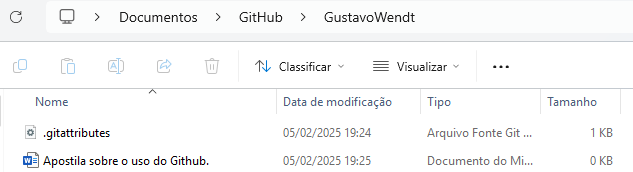 Documentos > GitHub > GustavoWendt
Classificar Visualizar ...
Nome Data de modificação Tipo Tamanho
.gitattributes 05/02/2025 19:24 Arquivo Fonte Git ... 1 KB
Apostila sobre o uso do Github. 05/02/2025 19:25 Documento do Mi... 0 KB